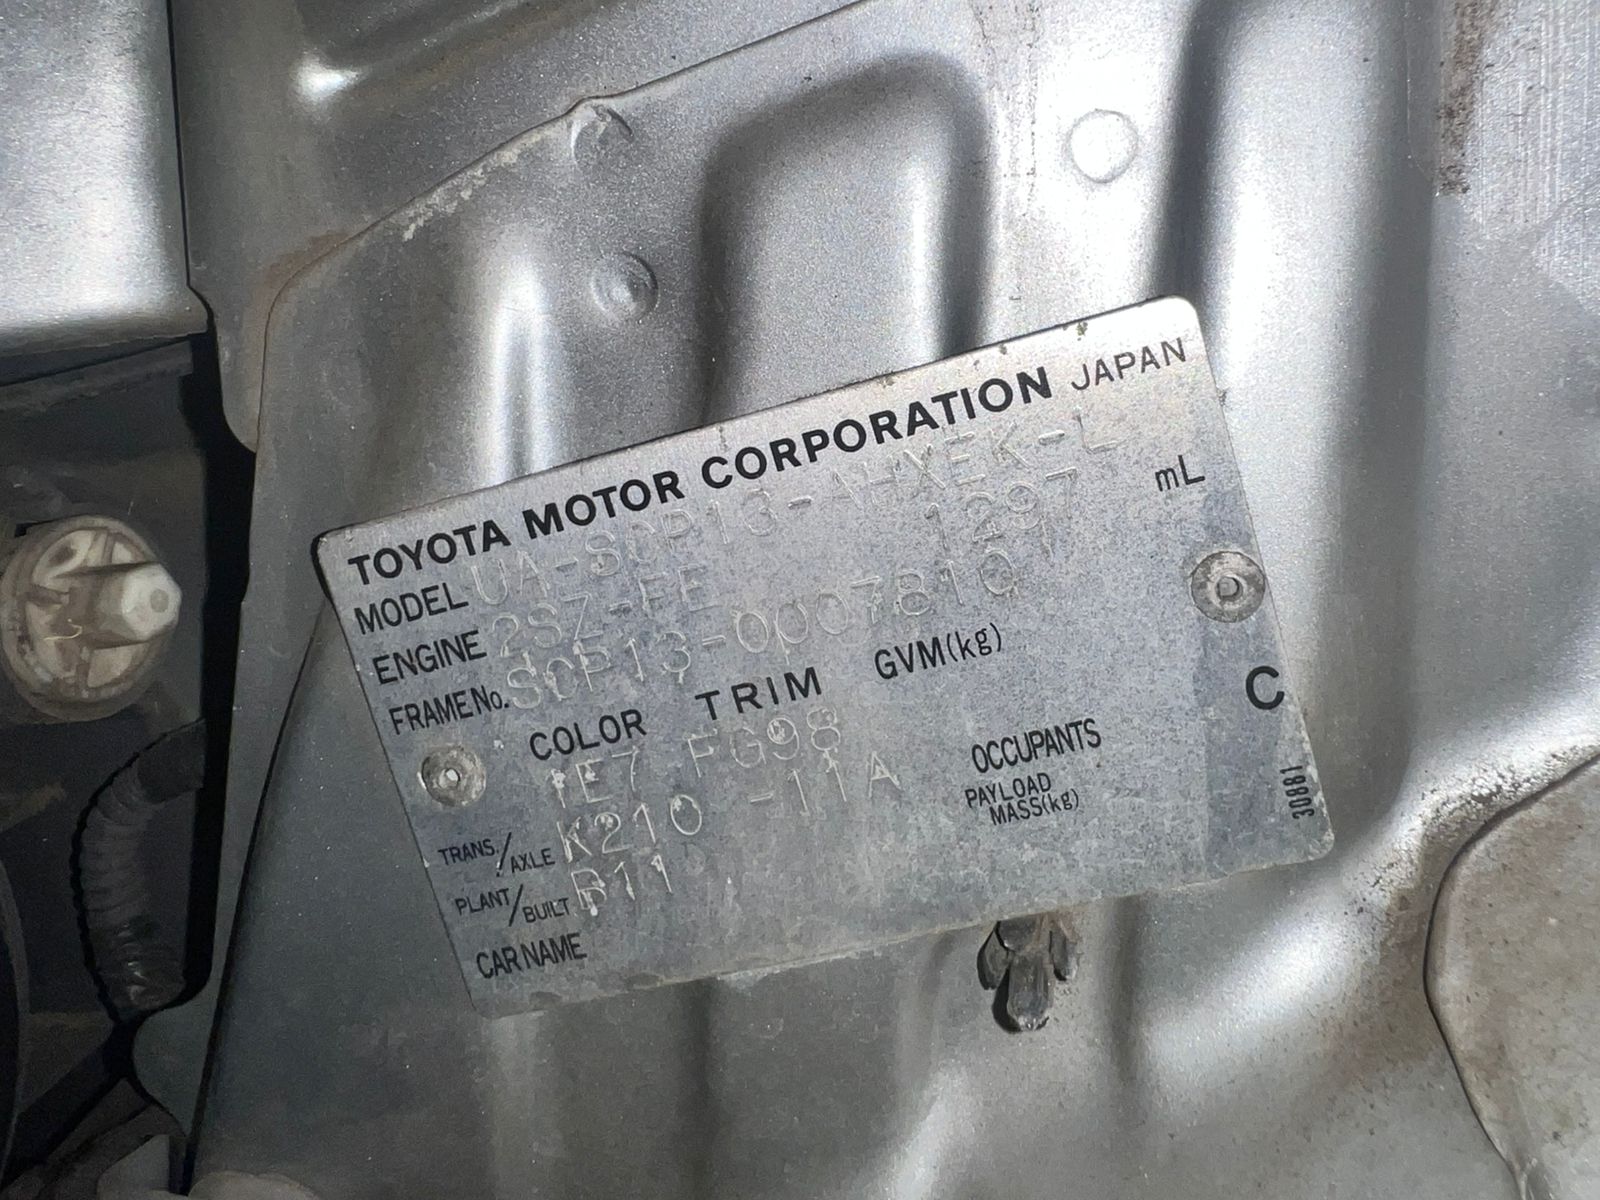 TOYOTA MOTOR CORPORATION JAPAN
MODEL UA-SCP13-AHXEK-L
ENGINE 2SZ-FE 1297 mL
FRAME No. SCP13-0007810
COLOR TRIM GVM(kg)
1E7 FG98
C
TRANS./AXLE K210 -11A
OCCUPANTS
PAYLOAD
MASS(kg)
PLANT/BUILT B11
CAR NAME
30881